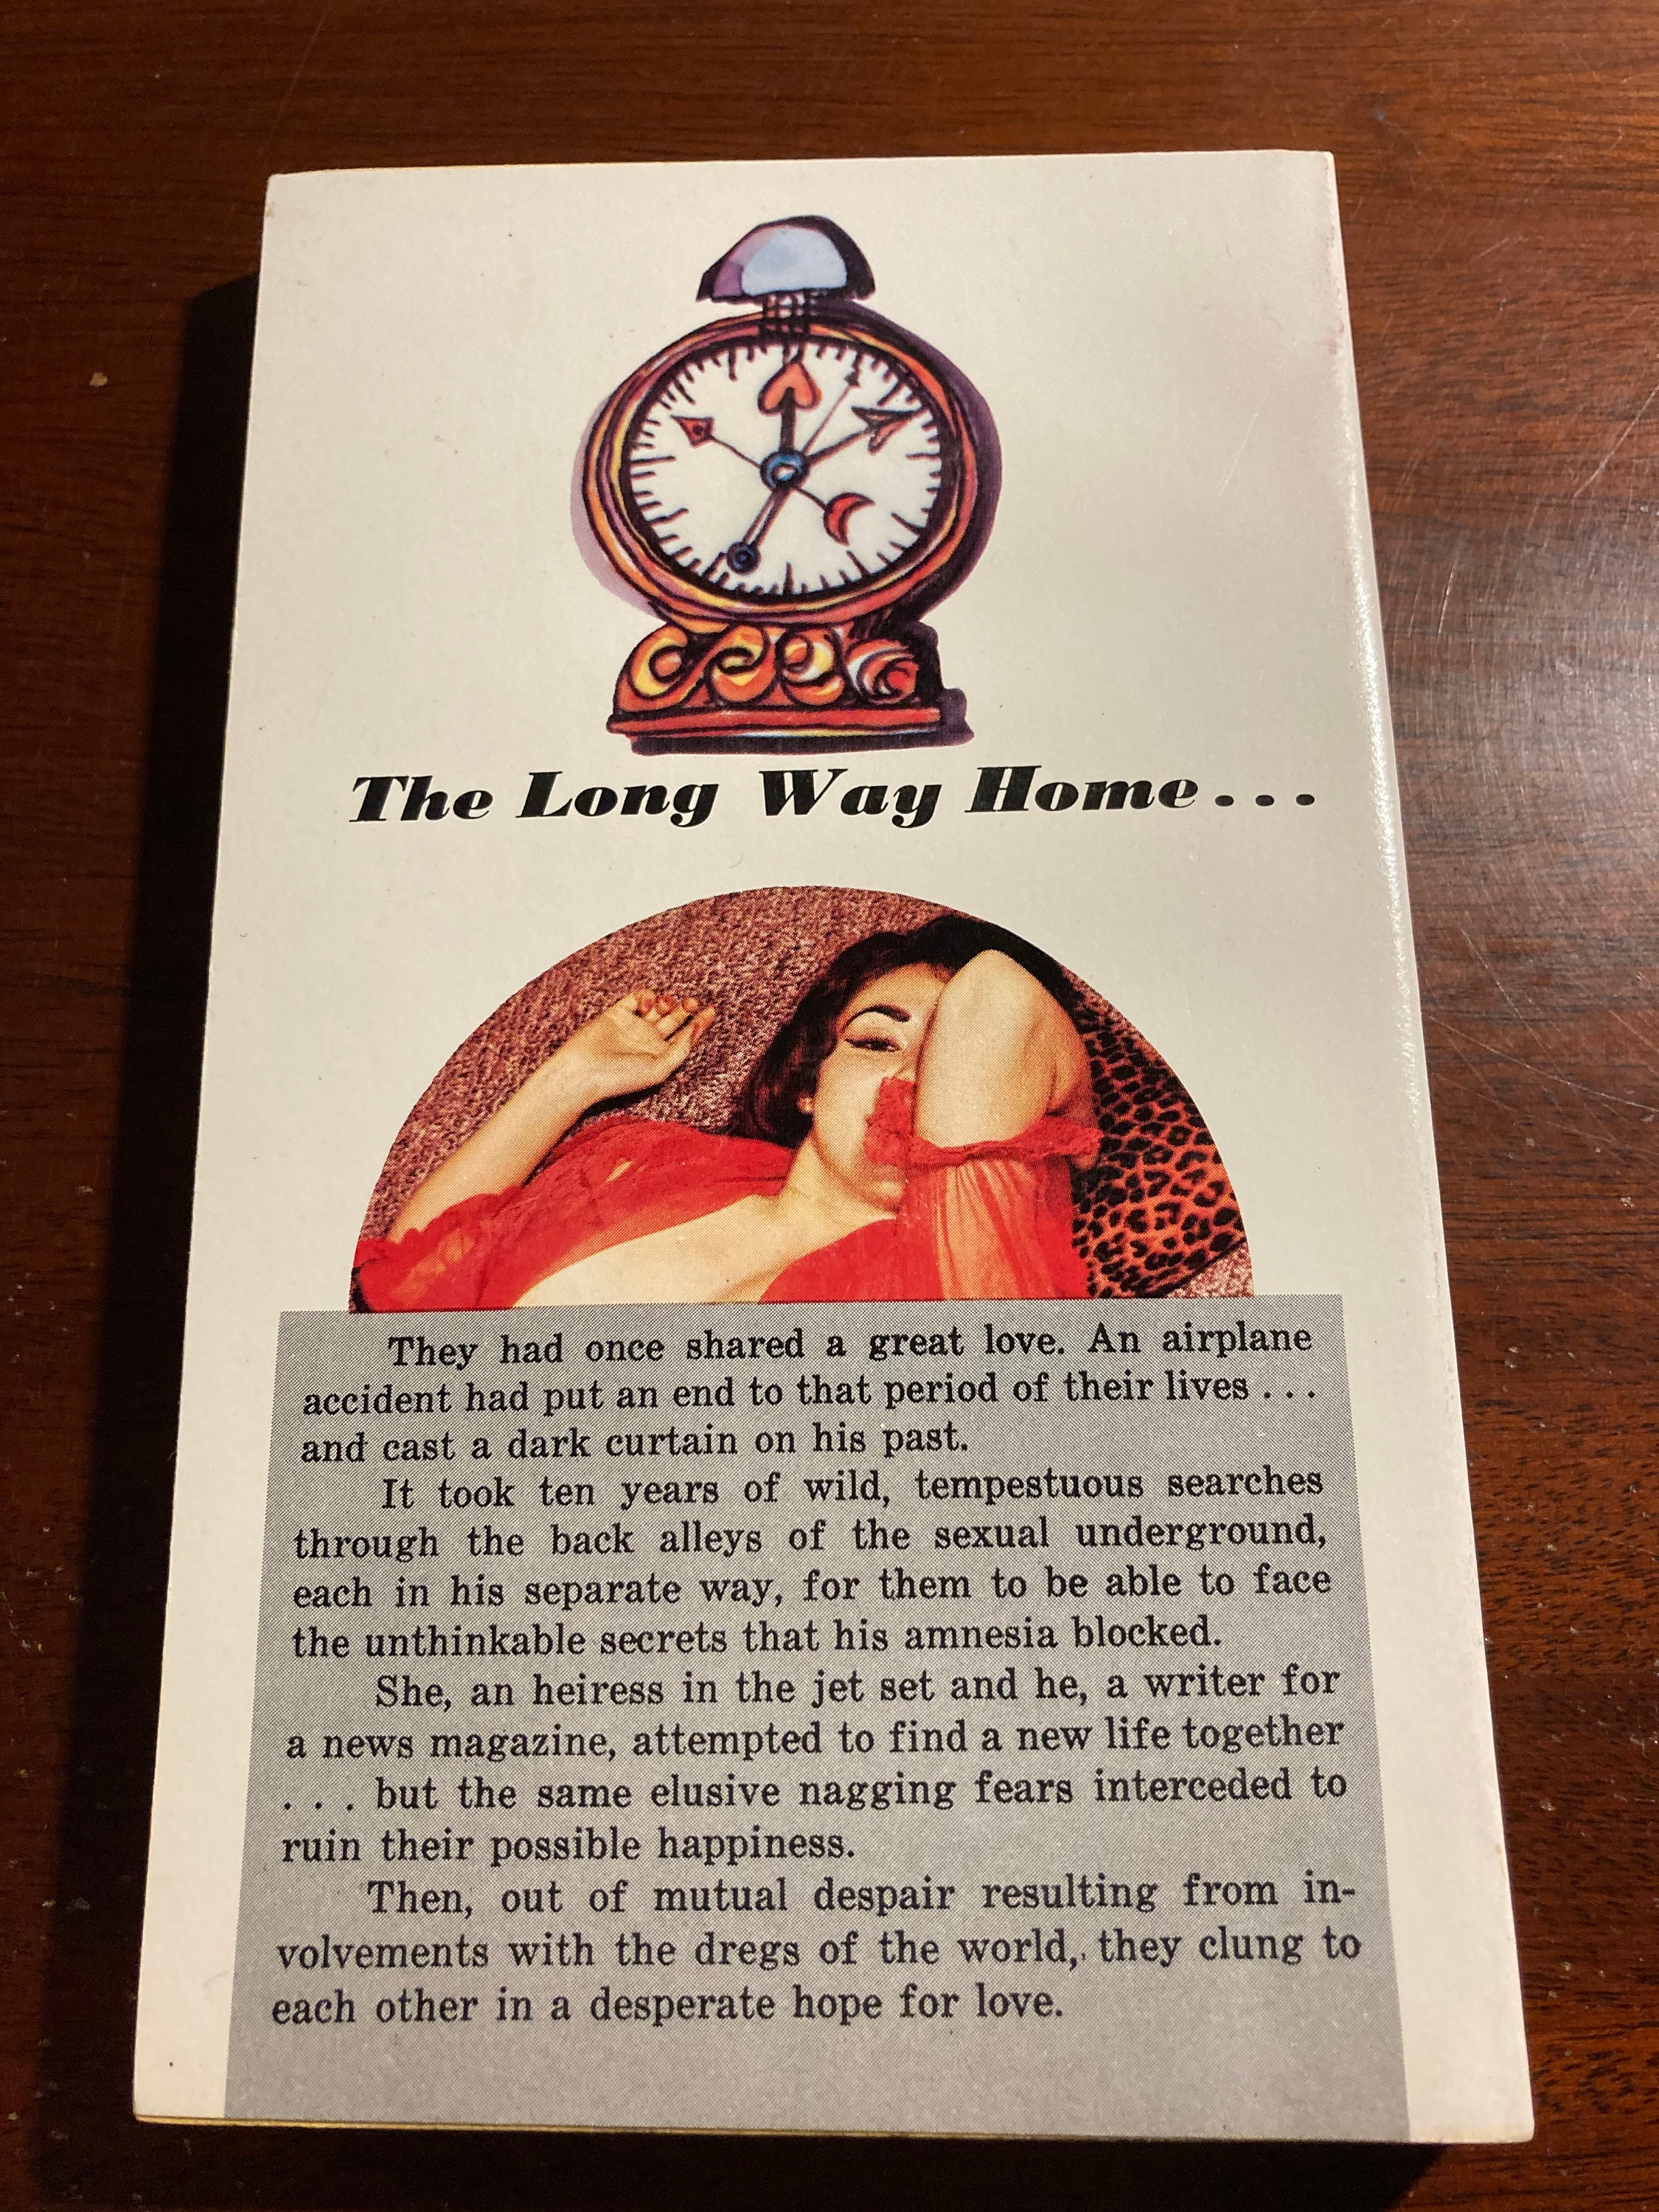 The Long Way Home...
They had once shared a great love. An airplane
accident had put an end to that period of their lives...
and cast a dark curtain on his past.
It took ten years of wild, tempestuous searches
through the back alleys of the sexual underground,
each in his separate way, for them to be able to face
the unthinkable secrets that his amnesia blocked.
She, an heiress in the jet set and he, a writer for
a news magazine, attempted to find a new life together
... but the same elusive nagging fears interceded to
ruin their possible happiness.
Then, out of mutual despair resulting from in-
volvements with the dregs of the world, they clung to
each other in a desperate hope for love.